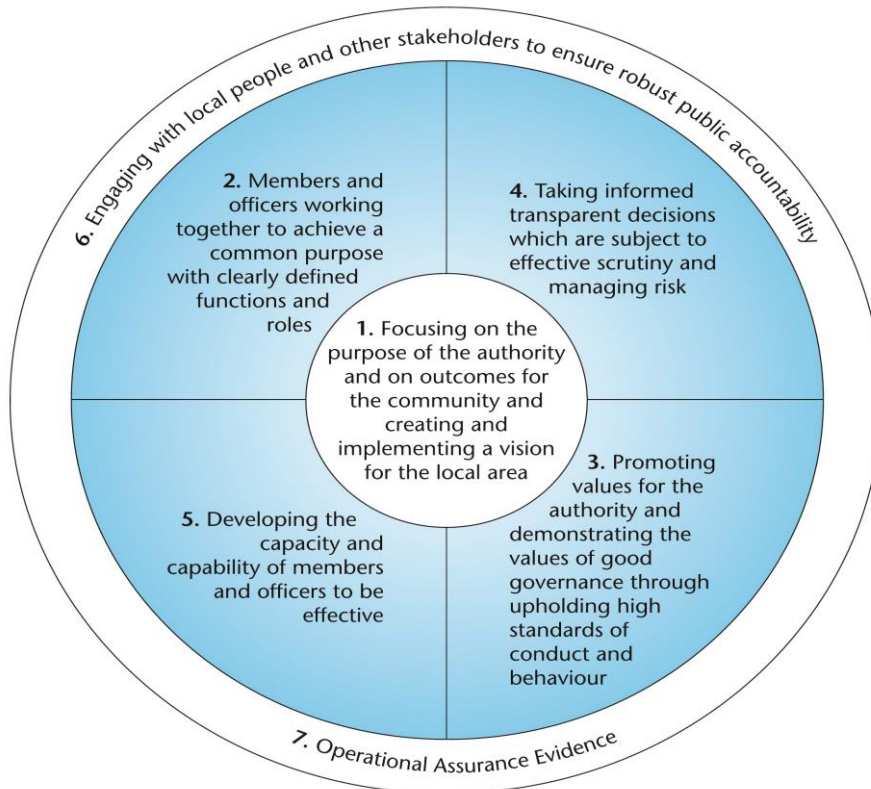 6. Engaging with local people and other stakeholders to ensure robust public accountability
2. Members and
officers working
together to achieve a
common purpose
with clearly defined
functions and
roles
4. Taking informed
transparent decisions
which are subject to
effective scrutiny and
managing risk
1. Focusing on the
purpose of the authority
and on outcomes for
the community and
creating and
implementing a vision
for the local area
5. Developing the
capacity and
capability of members
and officers to be
effective
3. Promoting
values for the
authority and
demonstrating the
values of good
governance through
upholding high
standards of
conduct and
behaviour
7. Operational Assurance Evidence